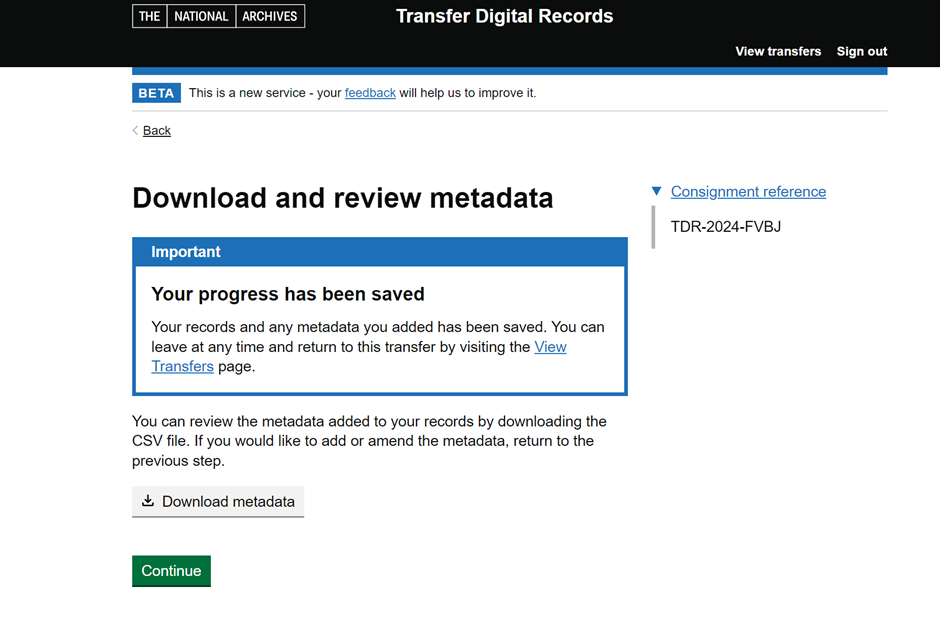 THE NATIONAL ARCHIVES
Transfer Digital Records
View transfers Sign out
BETA This is a new service - your feedback will help us to improve it.
Back
Download and review metadata
Important
Your progress has been saved
Your records and any metadata you added has been saved. You can
leave at any time and return to this transfer by visiting the View
Transfers page.
You can review the metadata added to your records by downloading the
CSV file. If you would like to add or amend the metadata, return to the
previous step.
Download metadata
Continue
Consignment reference
TDR-2024-FVBJ